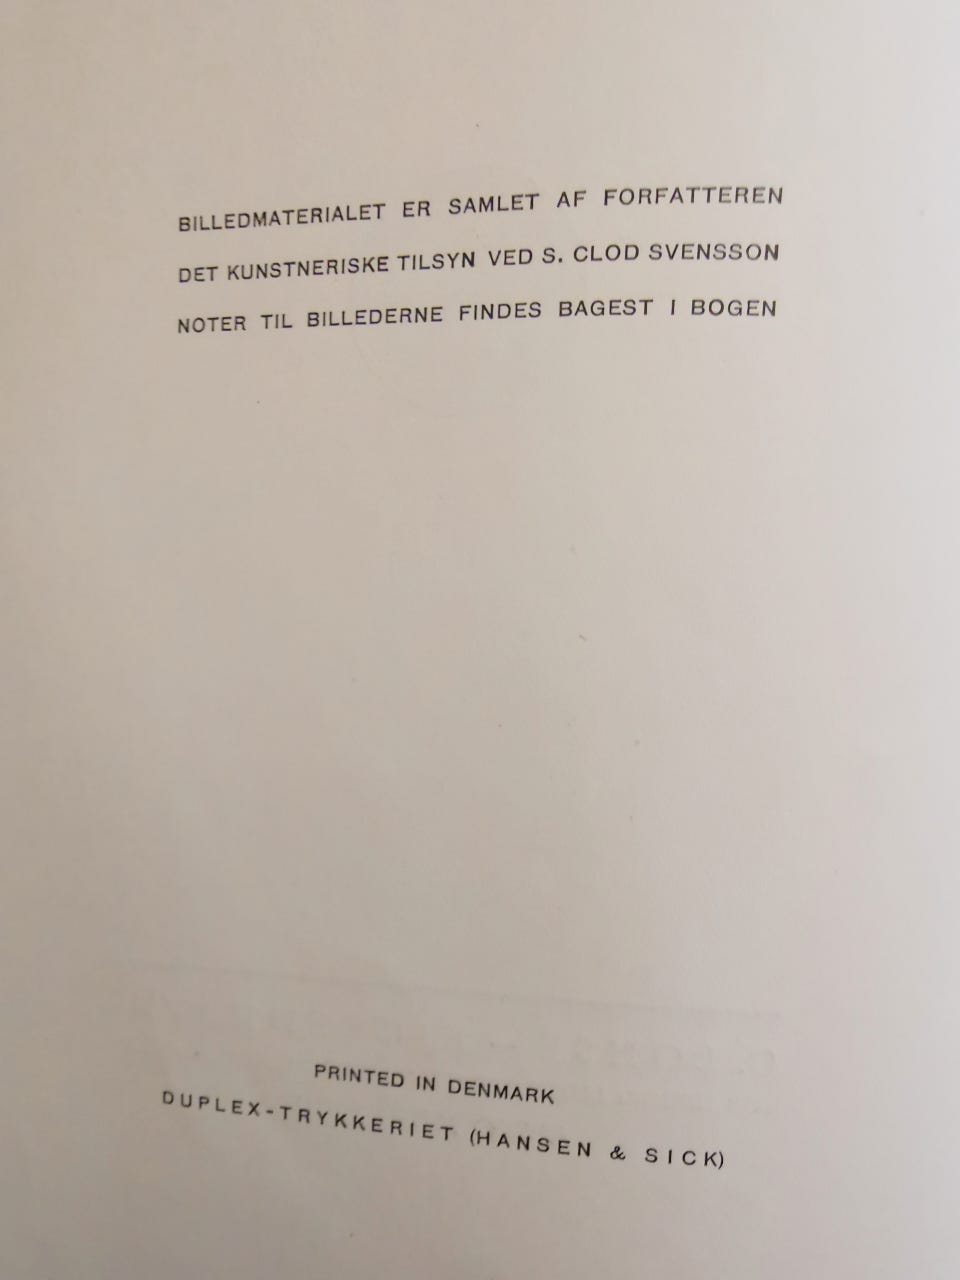 BILLEDMATERIALET ER SAMLET AF FORFATTEREN
DET KUNSTNERISKE TILSYN VED S. CLOD SVENSSON
NOTER TIL BILLEDERNE FINDES BAGEST I BOGEN
PRINTED IN DENMARK
DUPLEX-TRYKKERIET (HANSEN & SICK)